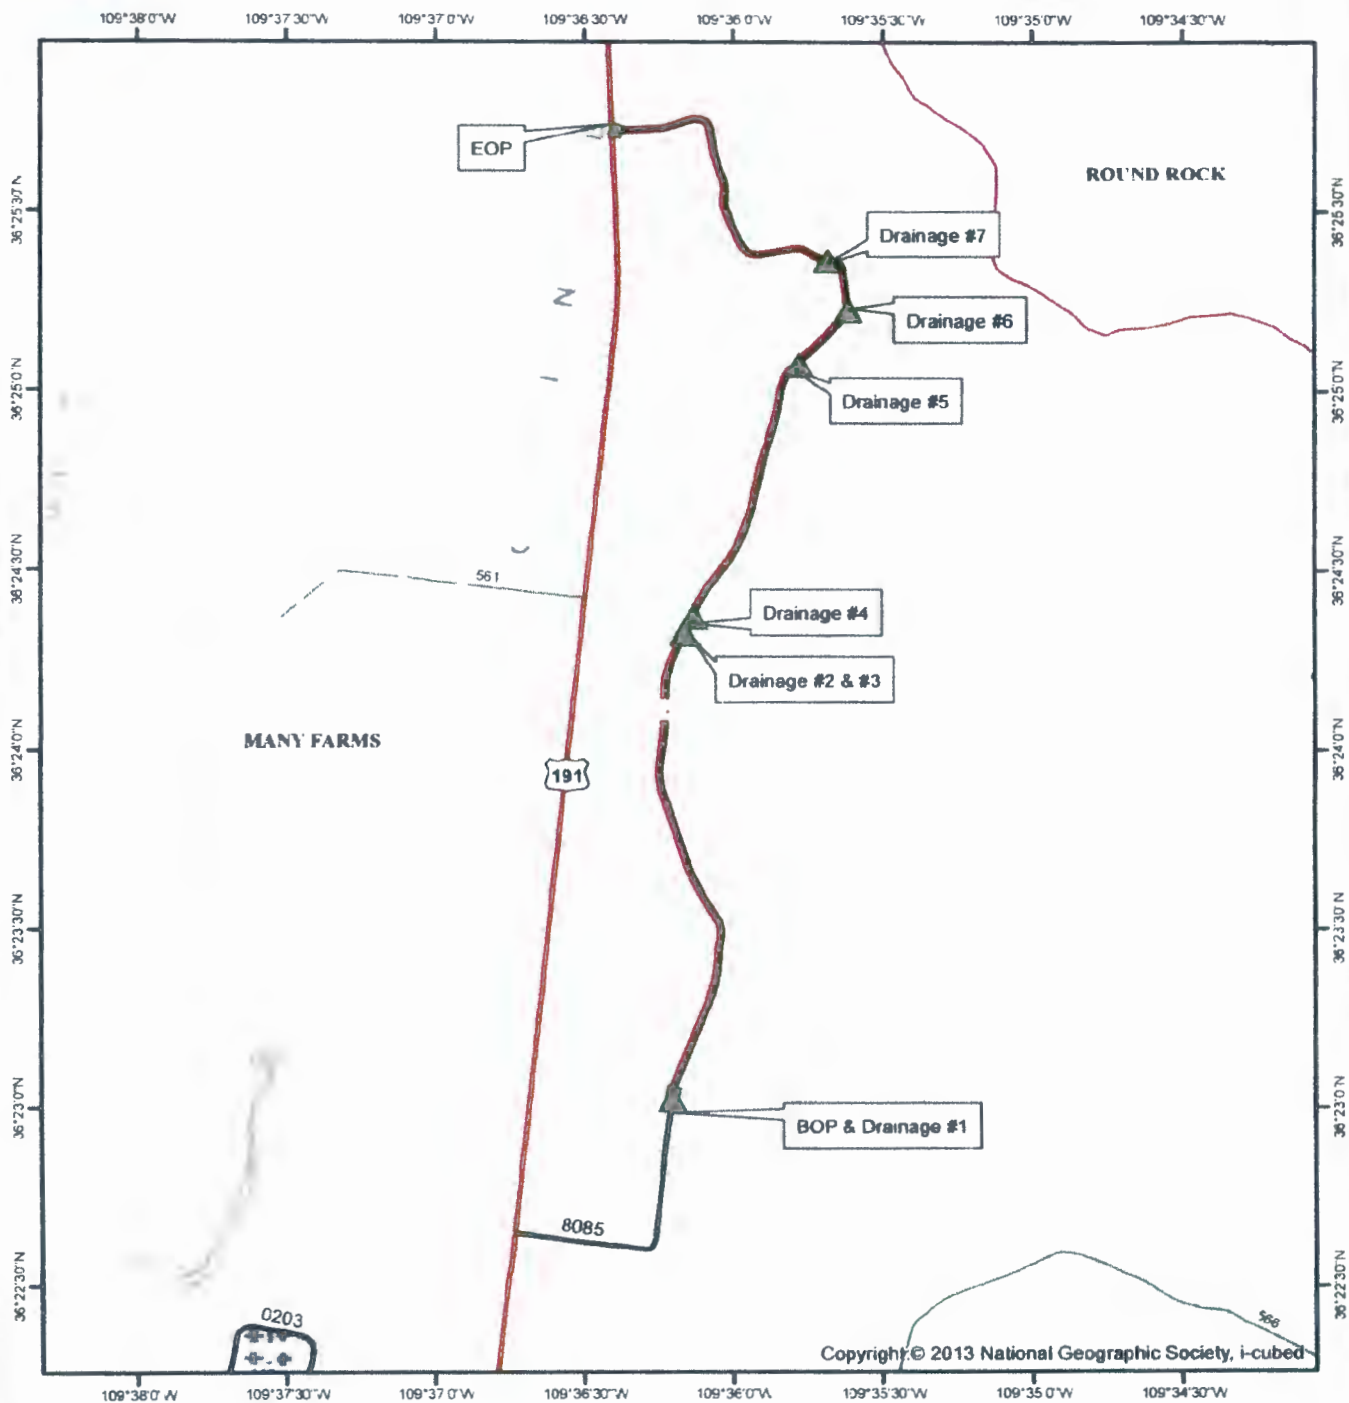 109°38'0"W 109°37'30"W 109°37'0"W 109°36'30"W 109°36'0"W 109°35'30"W 109°35'0"W 109°34'30"W
EOP
ROUND ROCK
36°25'30"N
36°25'30"N
Drainage #7
N
Drainage #6
I
36°25'0"N
36°25'0"N
Drainage #5
C
36°24'30"N
561
36°24'30"N
Drainage #4
Drainage #2 & #3
MANY FARMS
36°24'0"N
36°24'0"N
191
36°23'30"N
36°23'30"N
36°23'0"N
36°23'0"N
BOP & Drainage #1
8085
36°22'30"N
36°22'30"N
0203
566
Copyright:© 2013 National Geographic Society, i-cubed
109°38'0"W 109°37'30"W 109°37'0"W 109°36'30"W 109°36'0"W 109°35'30"W 109°35'0"W 109°34'30"W